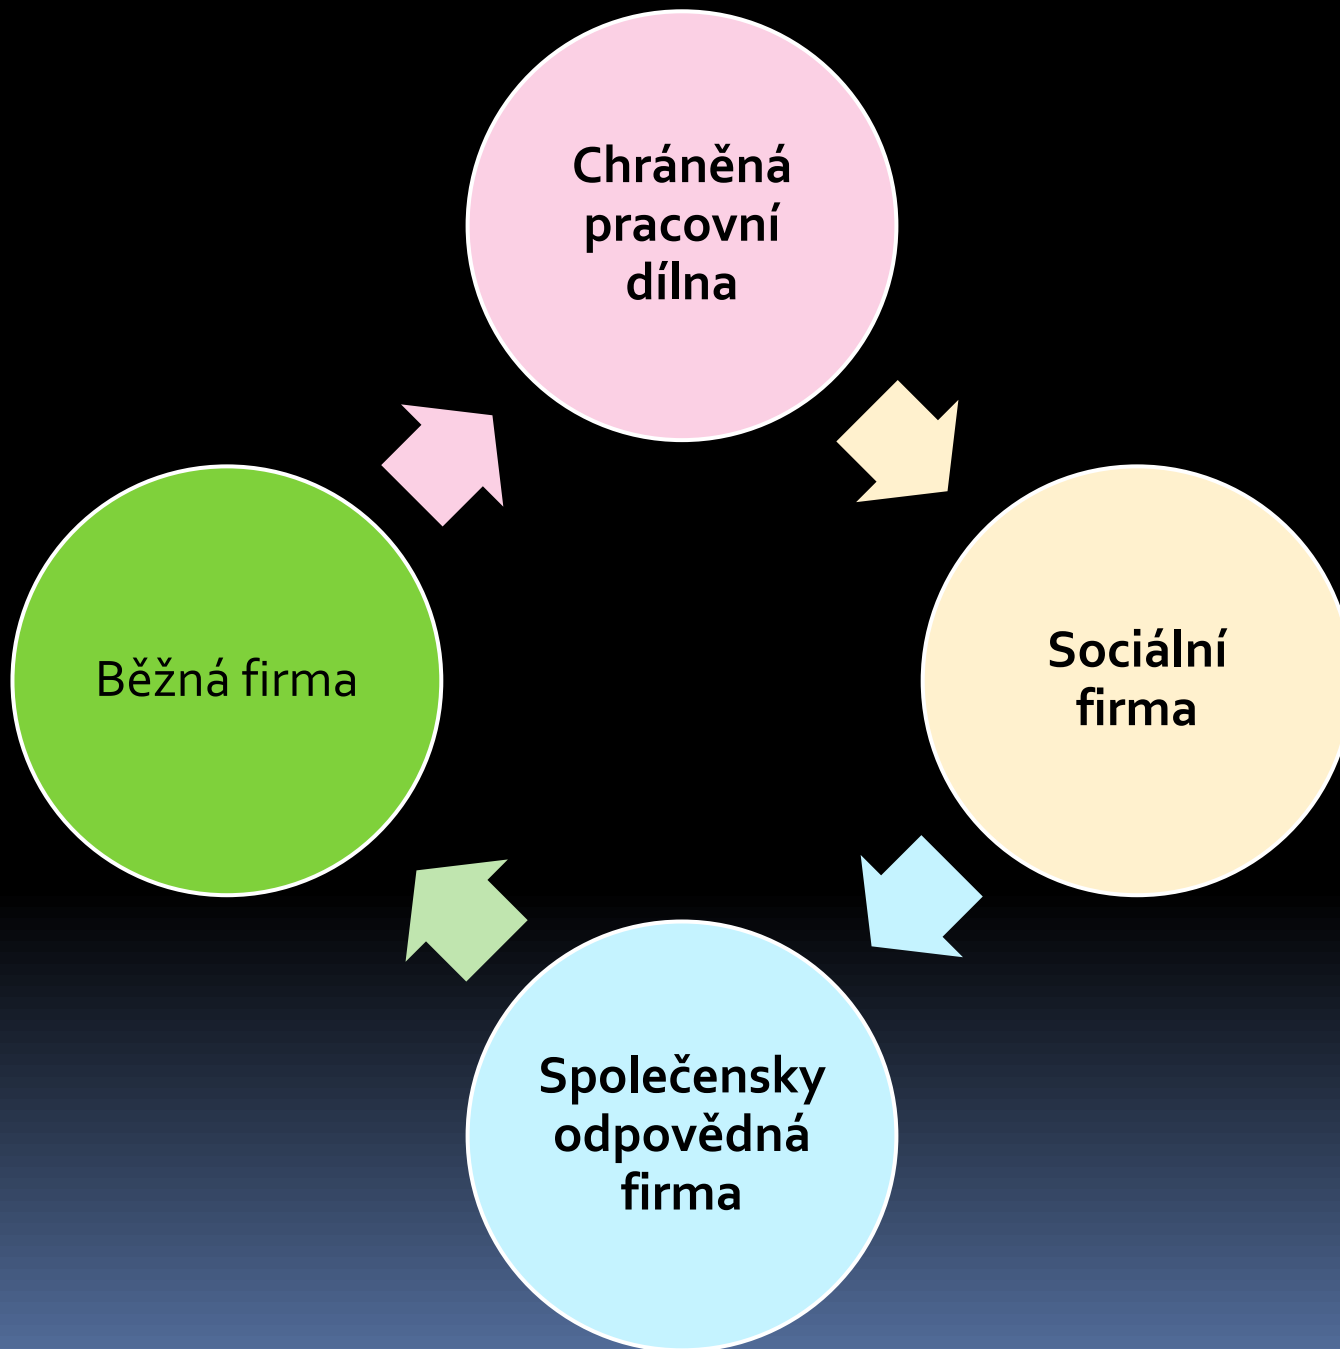 Chráněná
pracovní
dílna
Běžná firma
Sociální
firma
Společensky
odpovědná
firma